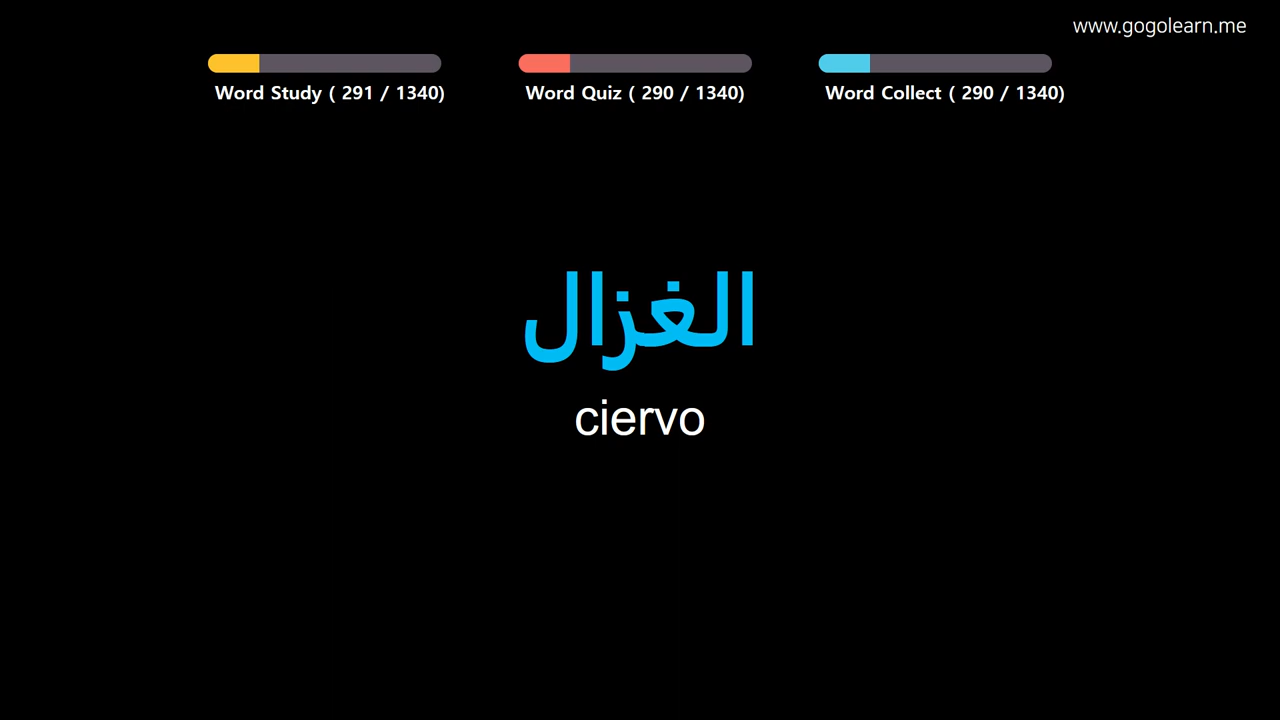 www.gogolearn.me
Word Study ( 291 / 1340)
Word Quiz ( 290 / 1340)
Word Collect ( 290 / 1340)
الغزال
ciervo